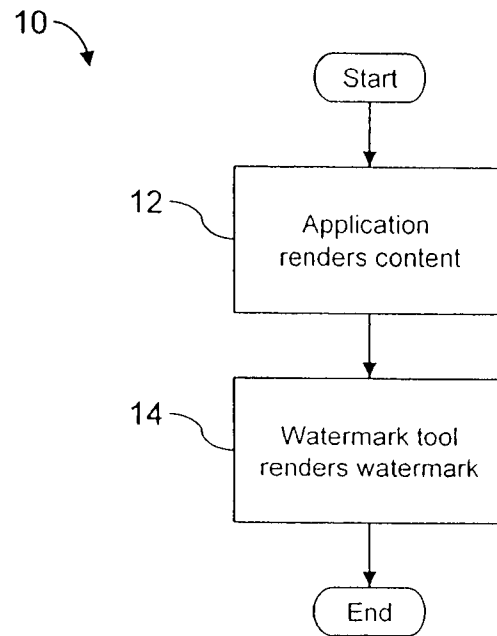 10
Start
12
Application
renders content
14
Watermark tool
renders watermark
End